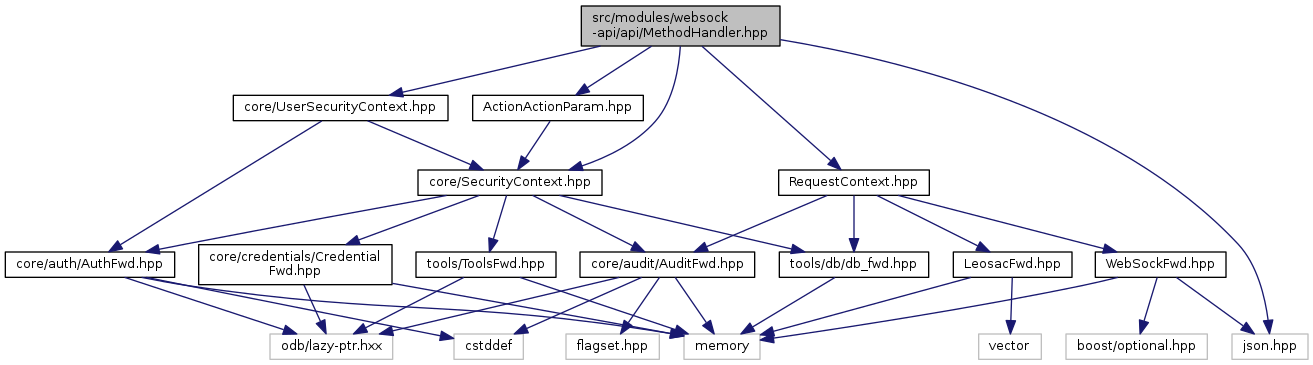 src/modules/websock
-api/api/MethodHandler.hpp
core/UserSecurityContext.hpp
ActionActionParam.hpp
core/SecurityContext.hpp
RequestContext.hpp
core/auth/AuthFwd.hpp
core/credentials/Credential
Fwd.hpp
tools/ToolsFwd.hpp
core/audit/AuditFwd.hpp
tools/db/db_fwd.hpp
LeosacFwd.hpp
WebSockFwd.hpp
odb/lazy-ptr.hxx
cstddef
flagset.hpp
memory
vector
boost/optional.hpp
json.hpp